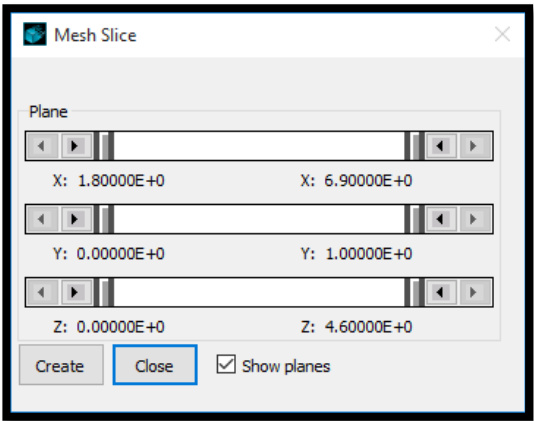 Mesh Slice
Plane
X: 1.80000E+0 X: 6.90000E+0
Y: 0.00000E+0 Y: 1.00000E+0
Z: 0.00000E+0 Z: 4.60000E+0
Create Close Show planes